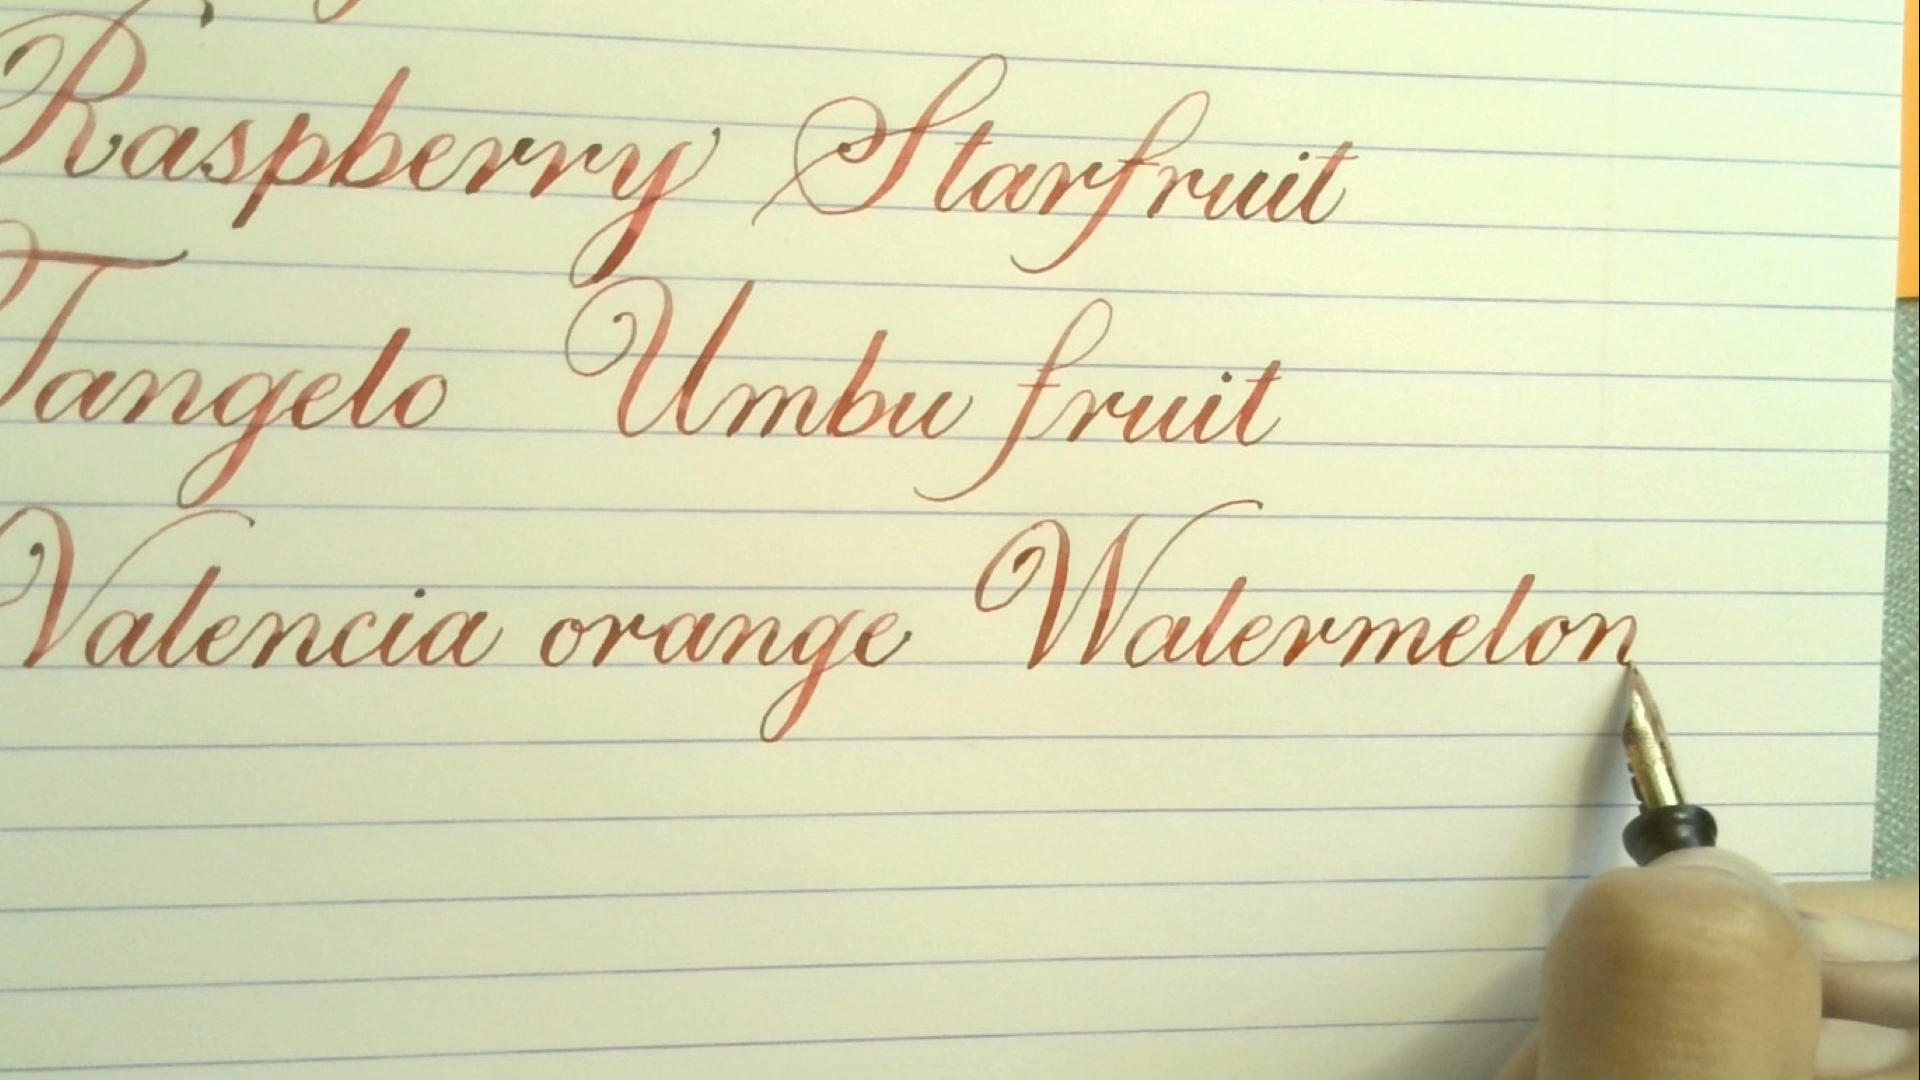 Raspberry Starfruit
Tangelo Umbu fruit
Valencia orange Watermelon